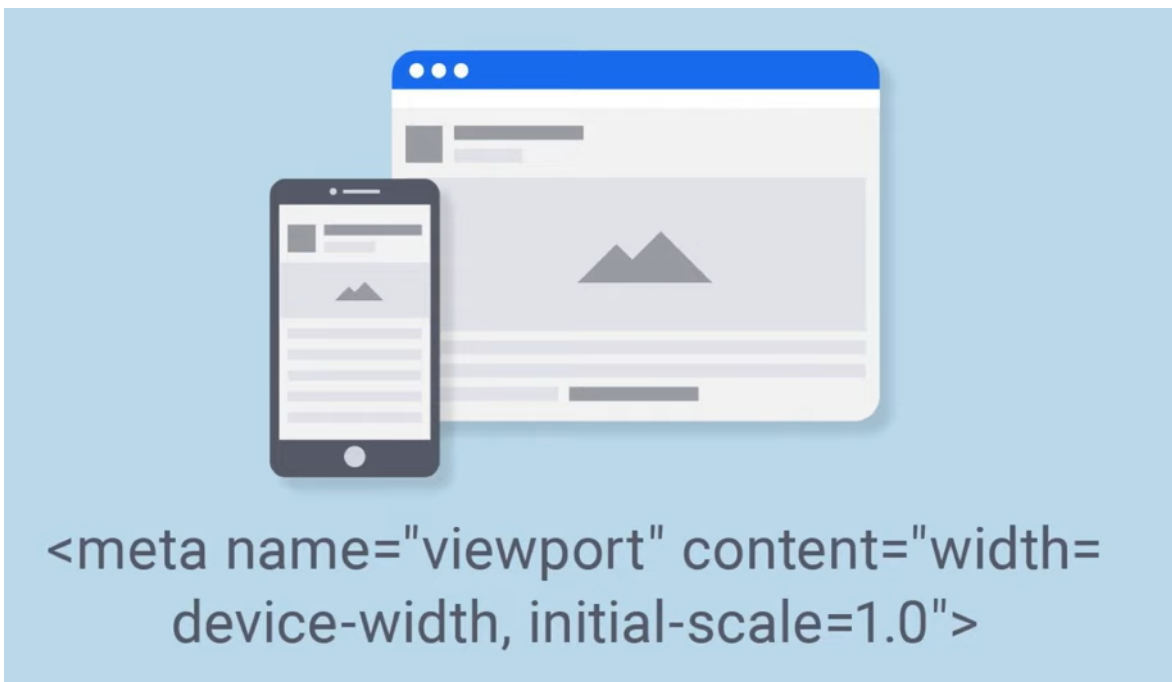 <meta name="viewport" content="width=
device-width, initial-scale=1.0">